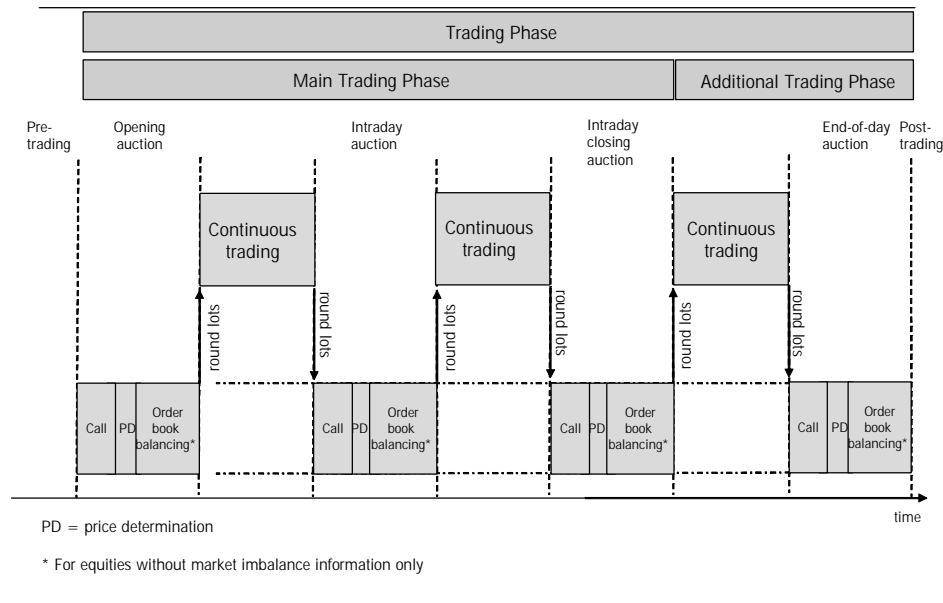 Trading Phase
Main Trading Phase
Additional Trading Phase
Pre-
trading
Opening
auction
Intraday
auction
Intraday
closing
auction
End-of-day
auction
Post-
trading
Continuous
trading
Continuous
trading
Continuous
trading
round lots
round lots
round lots
round lots
round lots
round lots
Call
PD
Order
book
balancing*
Call
PD
Order
book
balancing*
Call
PD
Order
book
balancing*
Call
PD
Order
book
balancing*
time
PD = price determination
* For equities without market imbalance information only